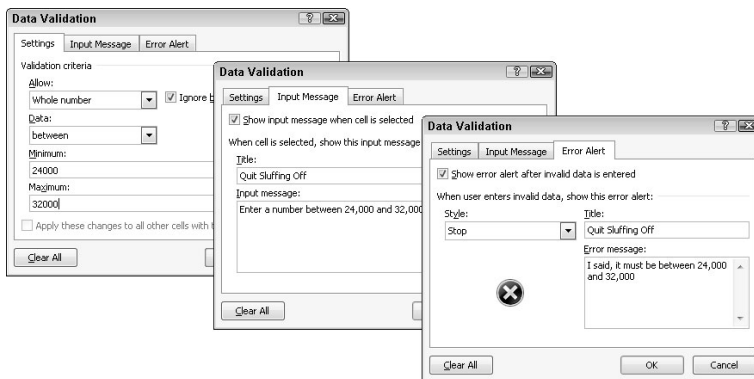 Data Validation
Settings Input Message Error Alert
Validation criteria
Allow:
Whole number
Ignore
Data:
between
Minimum:
24000
Maximum:
32000
Apply these changes to all other cells with
Clear All
Data Validation
Settings Input Message Error Alert
Show input message when cell is selected
When cell is selected, show this input message
Title:
Quit Sluffing Off
Input message:
Enter a number between 24,000 and 32,000
Clear All
Data Validation
Settings Input Message Error Alert
Show error alert after invalid data is entered
When user enters invalid data, show this error alert:
Style:
Stop
Title:
Quit Sluffing Off
Error message:
I said, it must be between 24,000
and 32,000
Clear All
OK Cancel